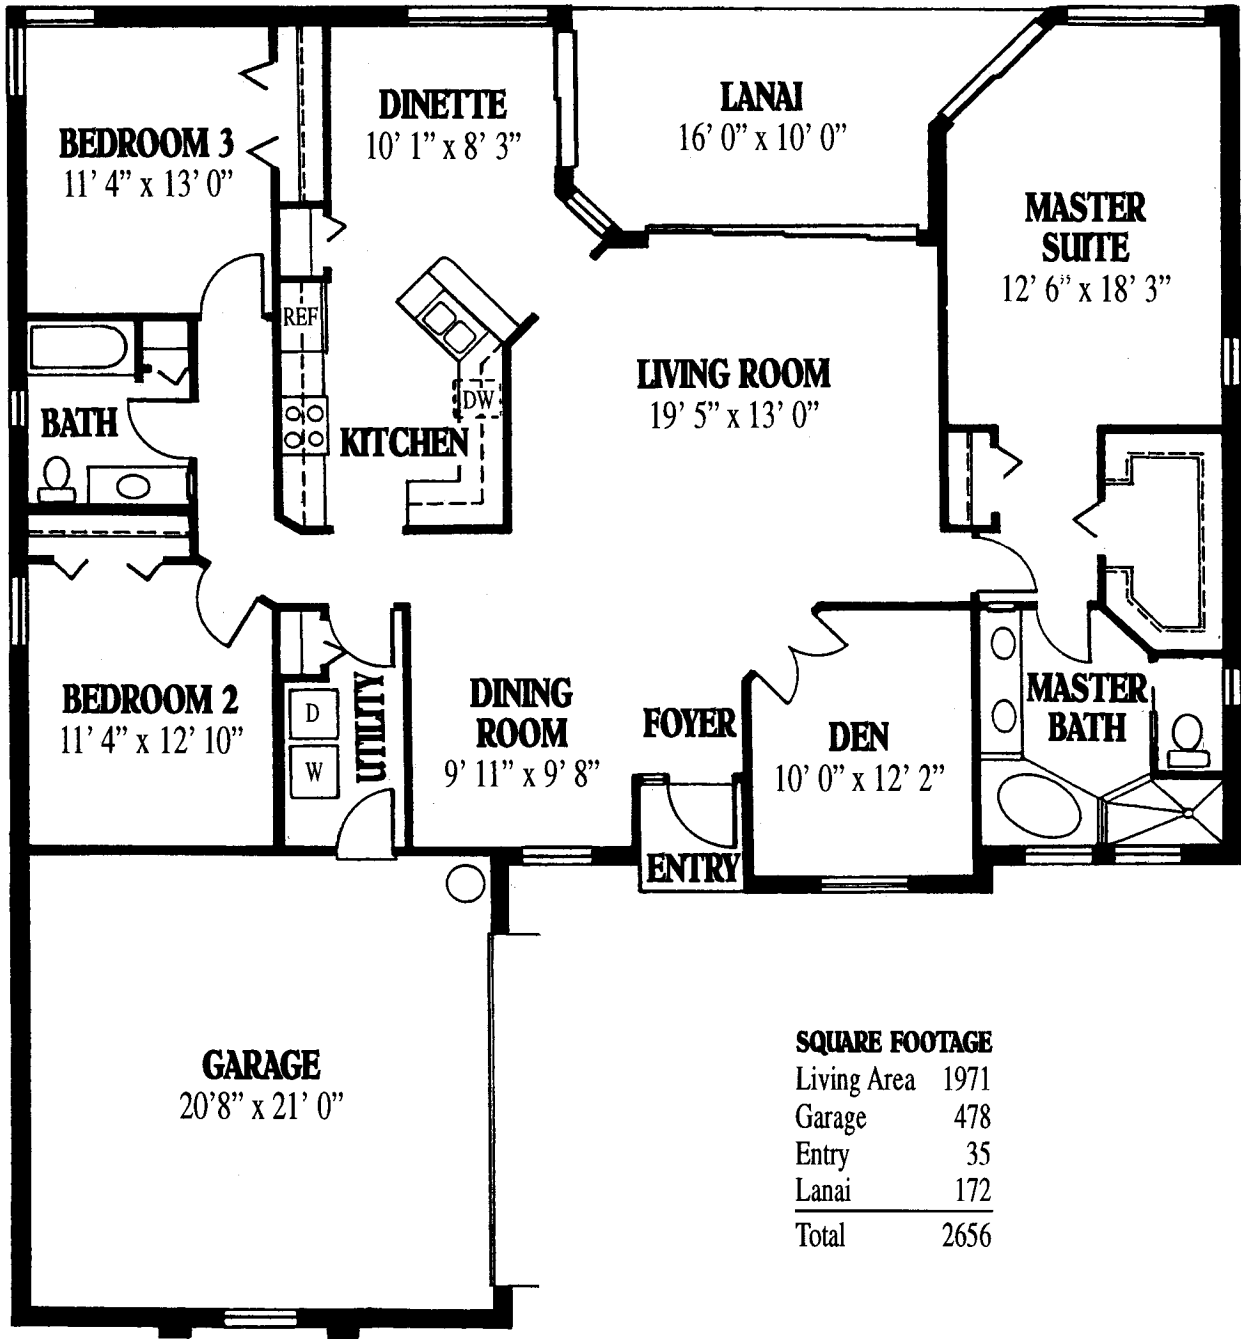 DINETTE
10’ 1” x 8’ 3”
LANAI
16’ 0” x 10’ 0”
BEDROOM 3
11’ 4” x 13’ 0”
MASTER
SUITE
12’ 6” x 18’ 3”
REF
LIVING ROOM
19’ 5” x 13’ 0”
DW
BATH
KITCHEN
BEDROOM 2
11’ 4” x 12’ 10”
D
W
UTILITY
DINING
ROOM
9’ 11” x 9’ 8”
FOYER
DEN
10’ 0” x 12’ 2”
MASTER
BATH
ENTRY
GARAGE
20’8” x 21’ 0”
SQUARE FOOTAGE
Living Area 1971
Garage 478
Entry 35
Lanai 172
Total 2656